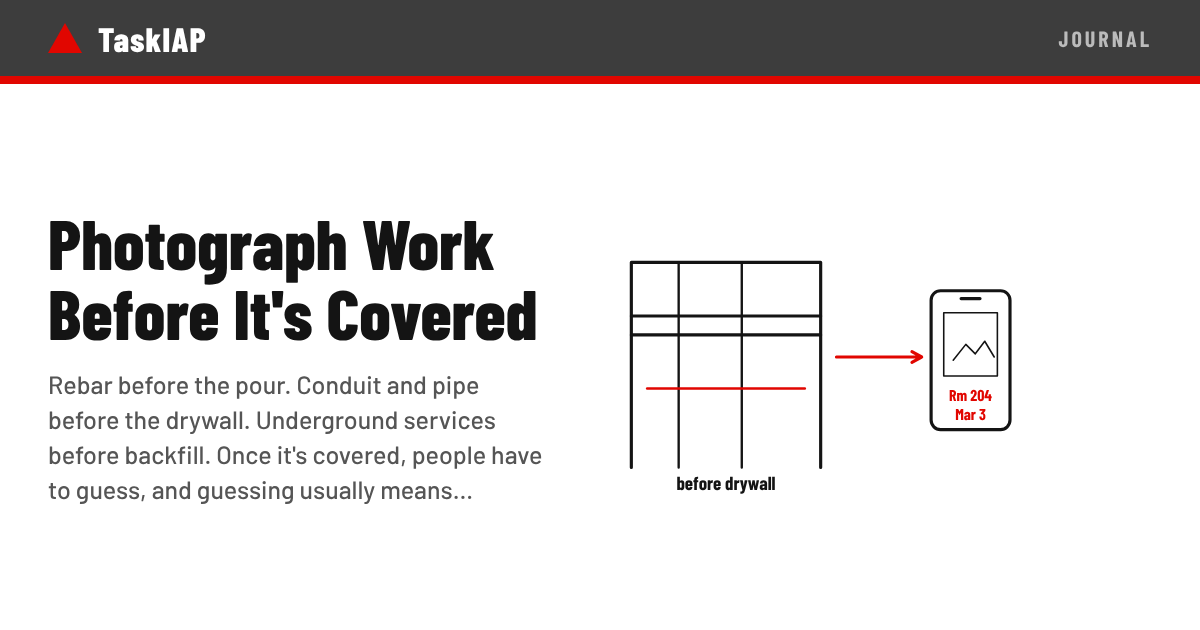 TaskIAP
JOURNAL
Photograph Work
Before It's Covered
Rebar before the pour. Conduit and pipe
before the drywall. Underground services
before backfill. Once it's covered, people have
to guess, and guessing usually means...
before drywall
Rm 204
Mar 3